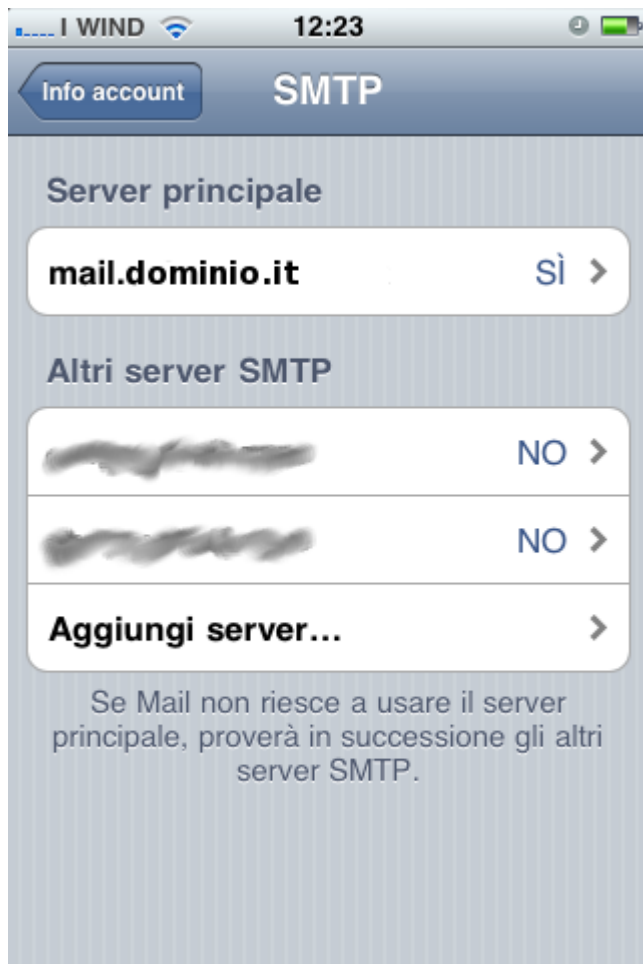 I WIND 12:23
Info account SMTP
Server principale
mail.dominio.it SÌ
Altri server SMTP
NO
NO
Aggiungi server...
Se Mail non riesce a usare il server
principale, proverà in successione gli altri
server SMTP.